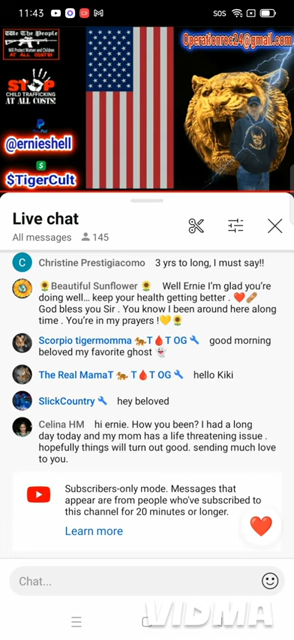 11:43
SOS
We The People
Will Protect Women and Children
AT ALL COSTS!
Operationroc24@gmail.com
STOP
CHILD TRAFFICKING
AT ALL COSTS!
@ernieshell
$TigerCult
Live chat
All messages 145
C Christine Prestigiacomo 3 yrs to long, I must say!!
🌻Beautiful Sunflower 🌻 Well Ernie I'm glad you're
doing well… keep your health getting better . ❤️🩹
God bless you Sir . You know I been around here along
time . You're in my prayers !💛🌻
Scorpio tigermomma 🐅T🩸T OG good morning
beloved my favorite ghost 👻
The Real MamaT 🐅 T🩸T OG hello Kiki
SlickCountry hey beloved
Celina HM hi ernie. How you been? I had a long
day today and my mom has a life threatening issue .
hopefully things will turn out good. sending much love
to you.
Subscribers-only mode. Messages that
appear are from people who've subscribed to
this channel for 20 minutes or longer.
Learn more
Chat...
VIDMA